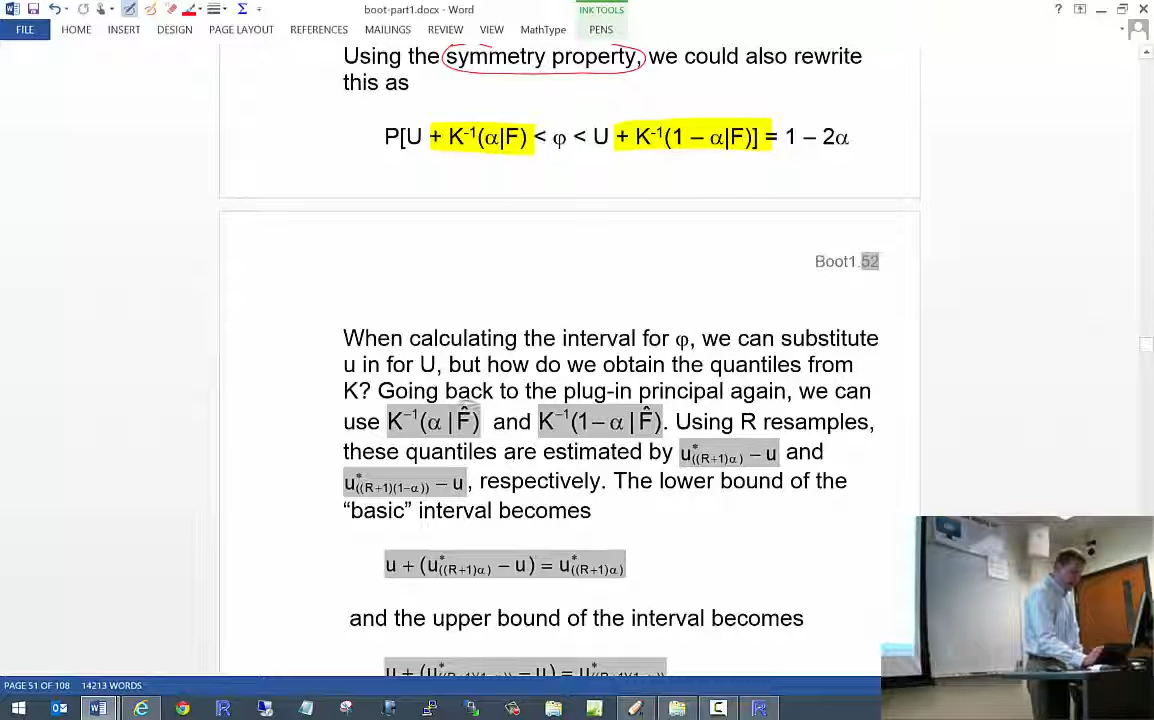 boot-part1.docx - Word
INK TOOLS
FILE HOME INSERT DESIGN PAGE LAYOUT REFERENCES MAILINGS REVIEW VIEW MathType PENS
Using the symmetry property, we could also rewrite
this as
P[U + K⁻¹(α|F) < φ < U + K⁻¹(1 – α|F)] = 1 – 2α
Boot1.52
When calculating the interval for φ, we can substitute
u in for U, but how do we obtain the quantiles from
K? Going back to the plug-in principal again, we can
use K⁻¹(α | F̂) and K⁻¹(1 – α | F̂). Using R resamples,
these quantiles are estimated by u*((R+1)α) – u and
u*((R+1)(1–α)) – u, respectively. The lower bound of the
“basic” interval becomes
u + (u*((R+1)α) – u) = u*((R+1)α)
and the upper bound of the interval becomes
u + (u*((R+1)(1–α)) – u) = u*((R+1)(1–α))
PAGE 51 OF 108 14213 WORDS